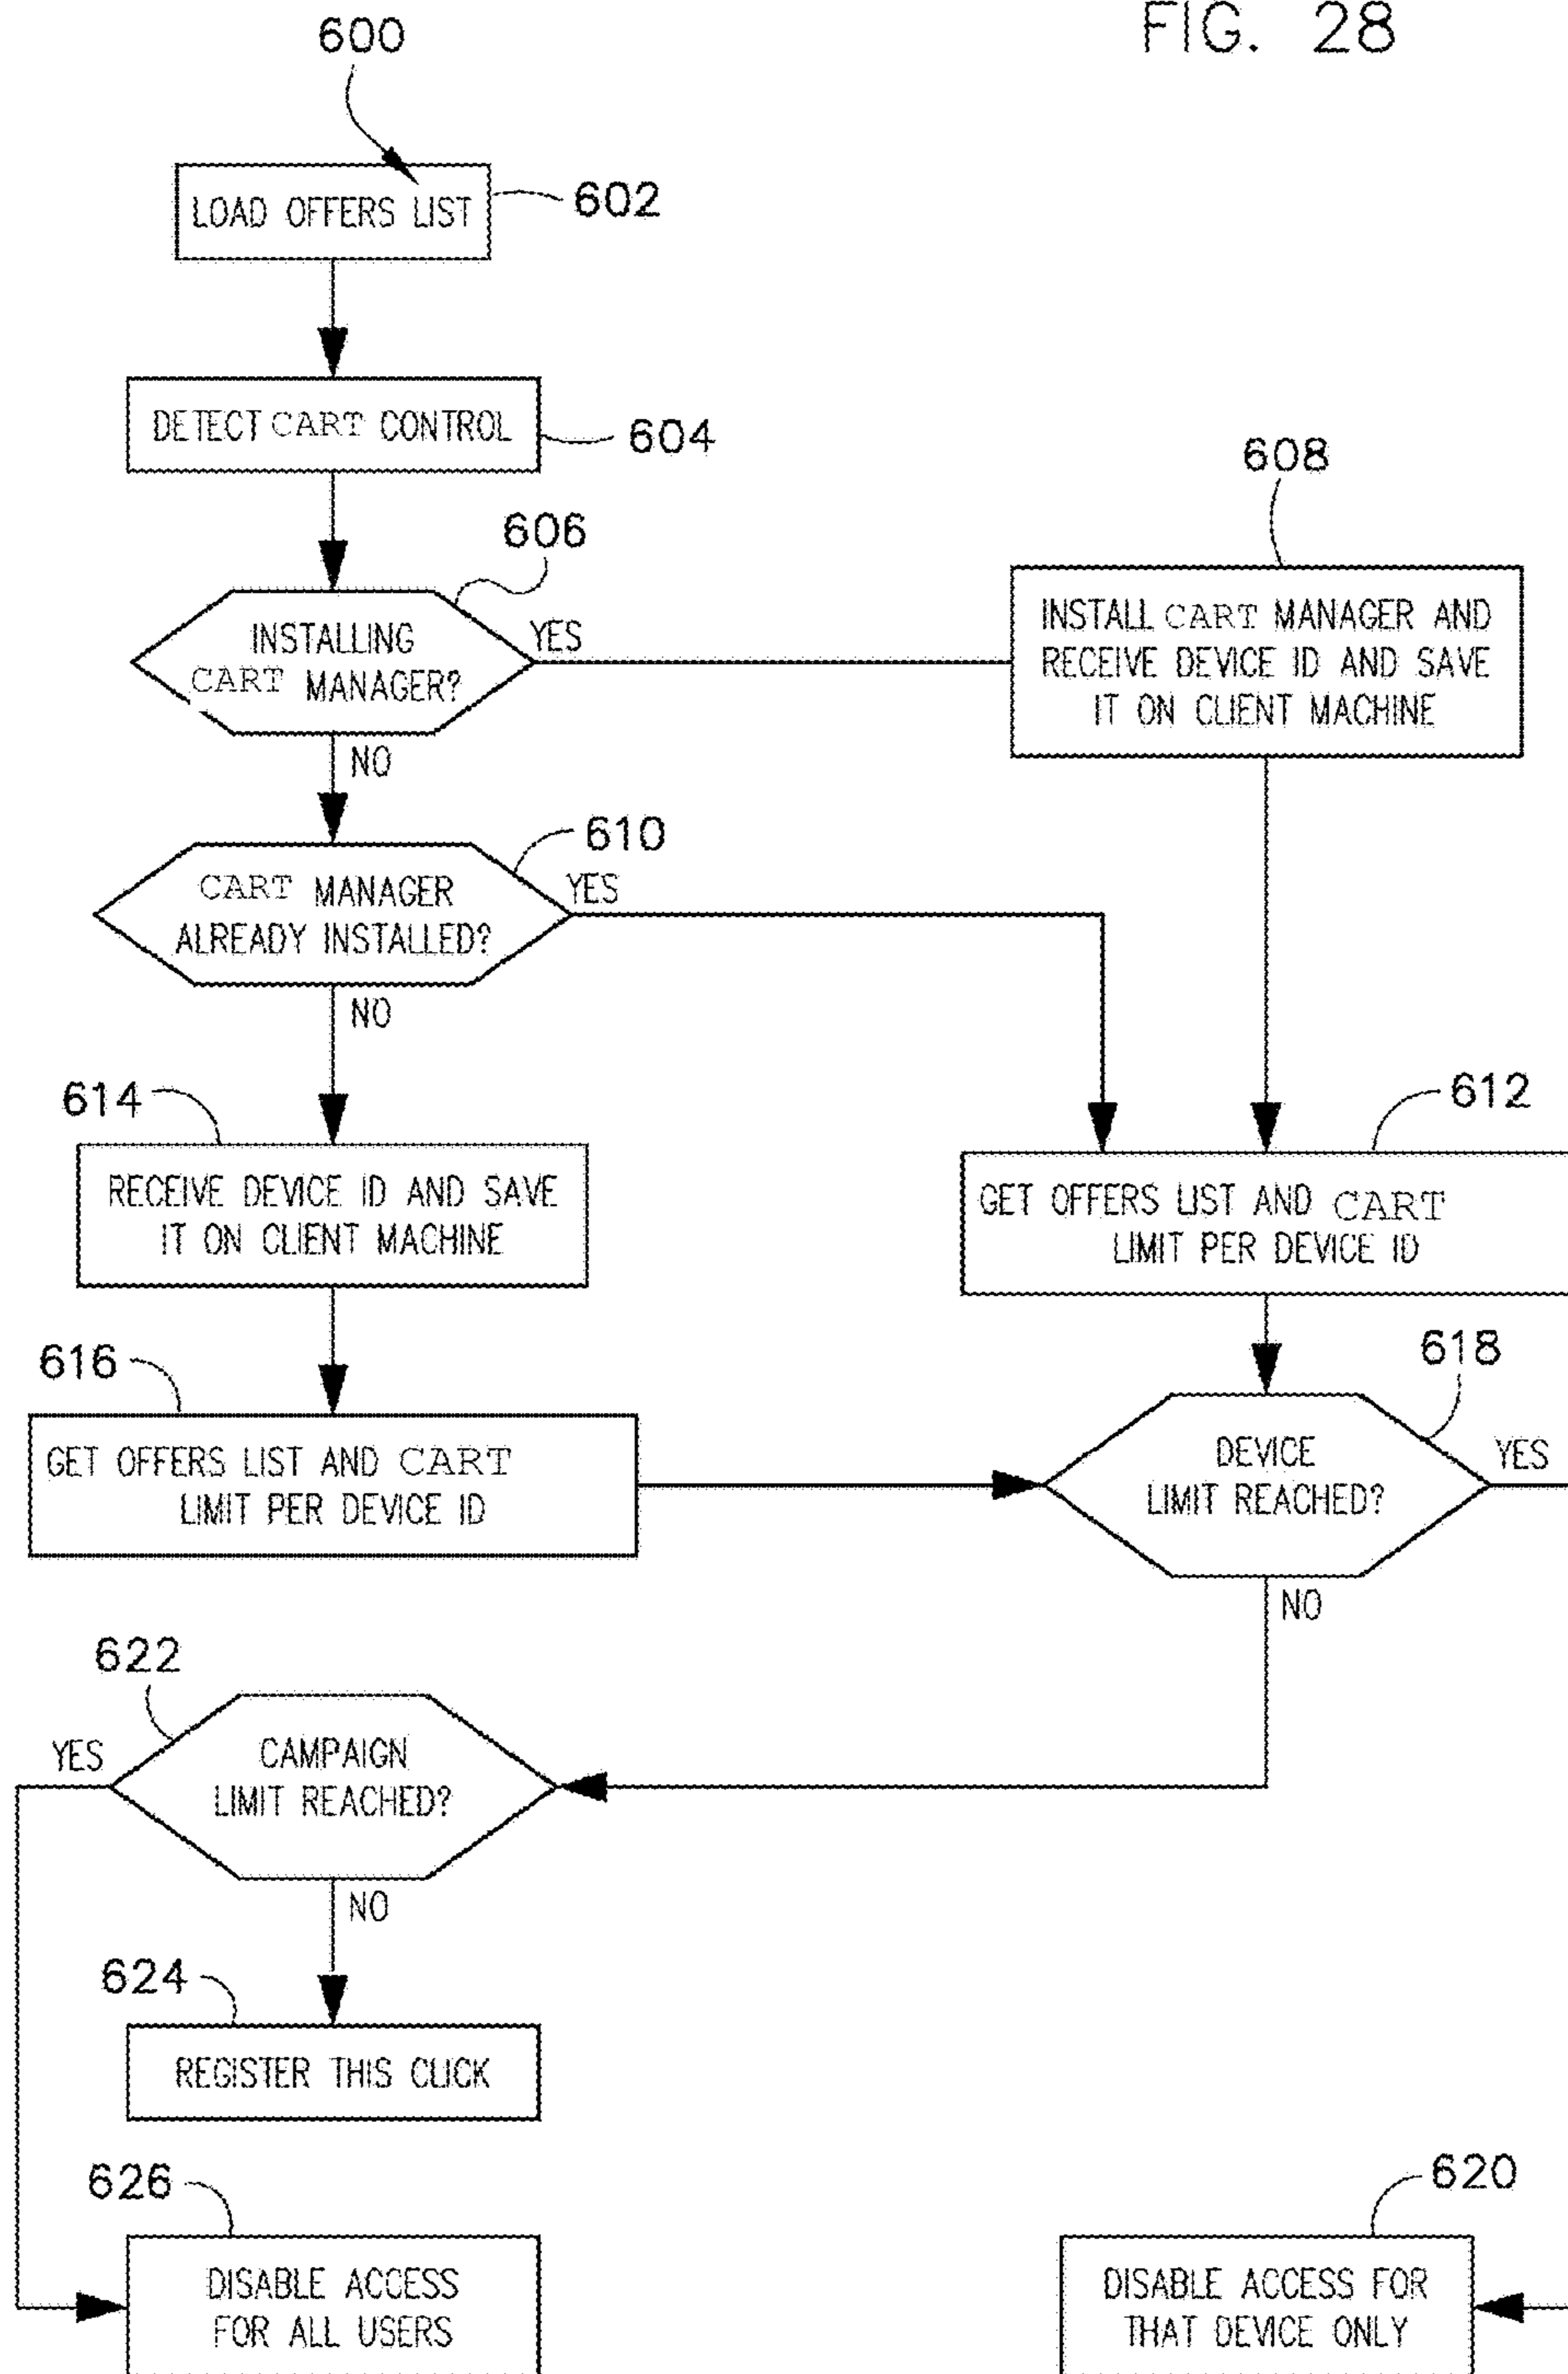 FIG. 28
600
LOAD OFFERS LIST
602
DETECT CART CONTROL
604
606
608
INSTALLING
CART MANAGER?
YES
NO
INSTALL CART MANAGER AND
RECEIVE DEVICE ID AND SAVE
IT ON CLIENT MACHINE
610
CART MANAGER
ALREADY INSTALLED?
YES
NO
614
RECEIVE DEVICE ID AND SAVE
IT ON CLIENT MACHINE
612
GET OFFERS LIST AND CART
LIMIT PER DEVICE ID
616
GET OFFERS LIST AND CART
LIMIT PER DEVICE ID
618
DEVICE
LIMIT REACHED?
YES
NO
622
YES
CAMPAIGN
LIMIT REACHED?
NO
624
REGISTER THIS CLICK
626
DISABLE ACCESS
FOR ALL USERS
620
DISABLE ACCESS FOR
THAT DEVICE ONLY